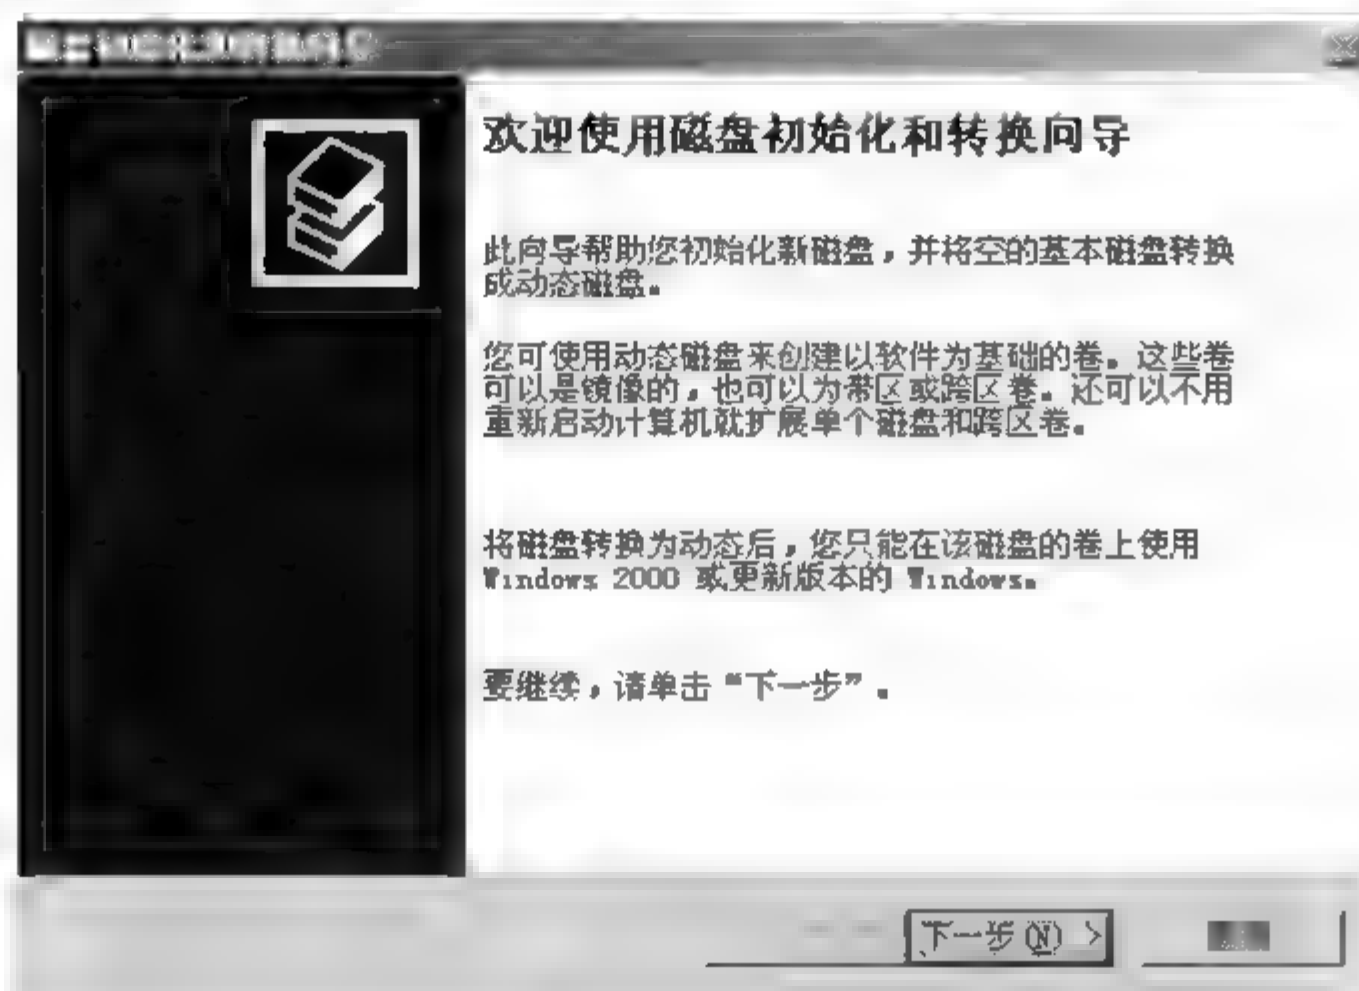 欢迎使用磁盘初始化和转换向导
此向导帮助您初始化新磁盘，并将空的基本磁盘转换
成动态磁盘。
您可使用动态磁盘来创建以软件为基础的卷。这些卷
可以是镜像的，也可以为带区或跨区卷。还可以不用
重新启动计算机就扩展单个磁盘和跨区卷。
将磁盘转换为动态后，您只能在该磁盘的卷上使用
Windows 2000 或更新版本的 Windows。
要继续，请单击“下一步”。
下一步(N) >